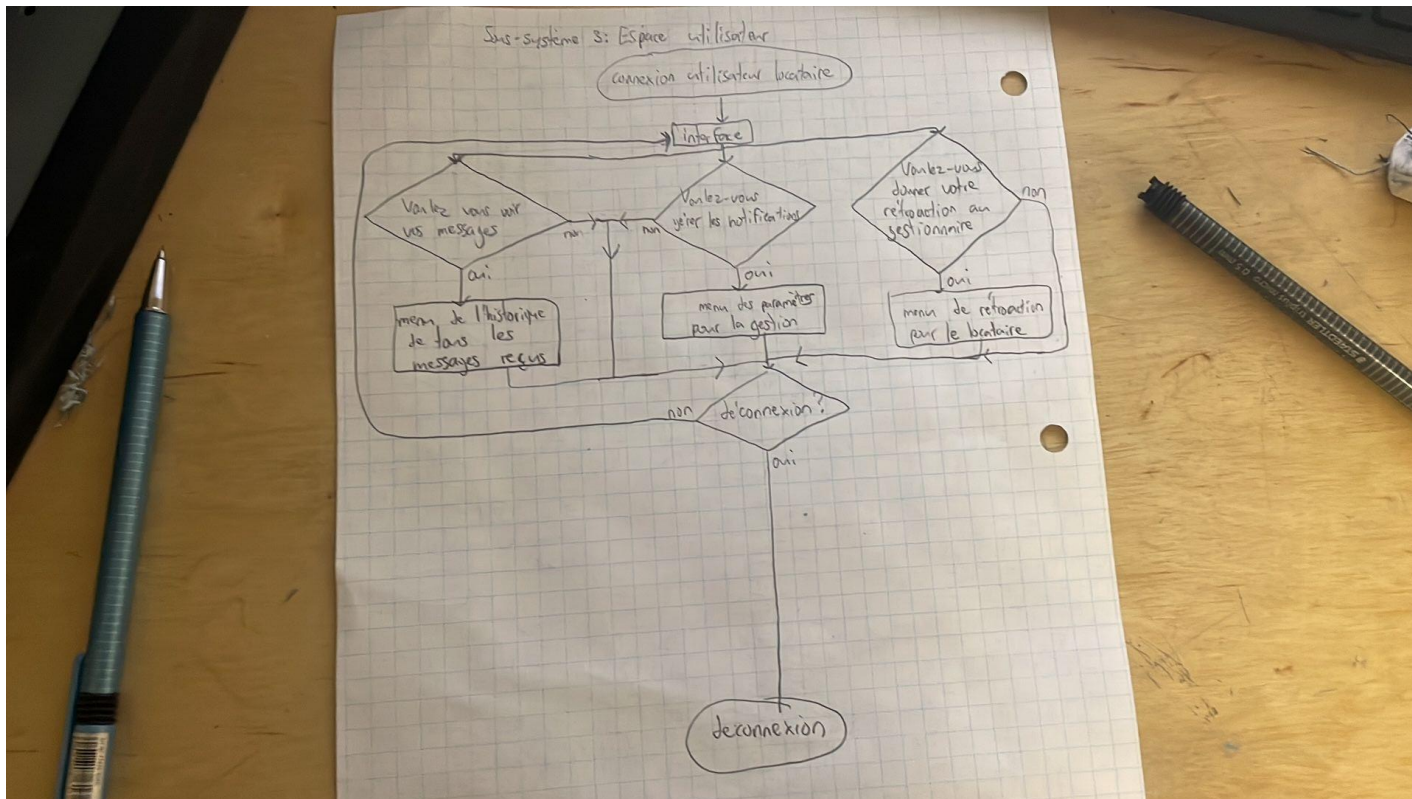 Sous-système 3: Espace utilisateur
connexion utilisateur locataire
interface
Voulez vous voir
vos messages
non
oui
menu de l'historique
de tous les
messages reçus
Voulez-vous
gérer les notifications
non
oui
menu des paramètres
pour la gestion
Voulez-vous
donner votre
rétroaction au
gestionnaire
non
oui
menu de rétroaction
pour le locataire
déconnexion?
non
oui
deconnexion